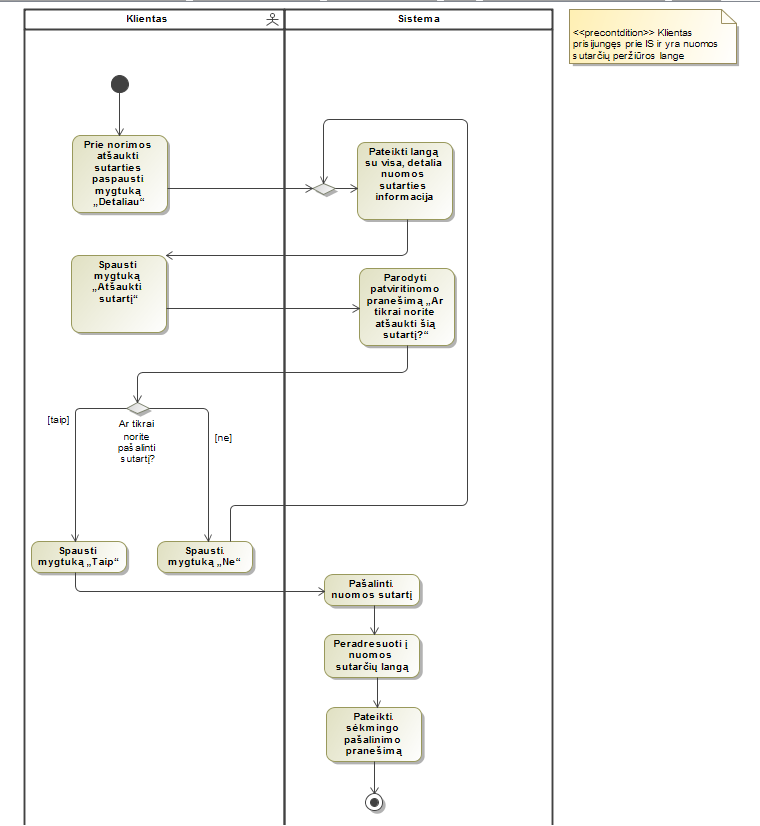 Klientas
Sistema
<<precontdition>> Klientas
prisijungęs prie IS ir yra nuomos
sutarčių peržiūros lange
Prie norimos
atšaukti
sutarties
paspausti
mygtuką
„Detaliau“
Pateikti langą
su visa, detalia
nuomos
sutarties
informacija
Spausti
mygtuką
„Atšaukti
sutartį“
Parodyti
patviritinomo
pranešimą „Ar
tikrai norite
atšaukti šią
sutartį?“
[taip]
Ar tikrai
norite
pašalinti
sutartį?
[ne]
Spausti
mygtuką „Taip“
Spausti
mygtuką „Ne“
Pašalinti
nuomos sutartį
Peradresuoti į
nuomos
sutarčių langą
Pateikti
sėkmingo
pašalinimo
pranešimą